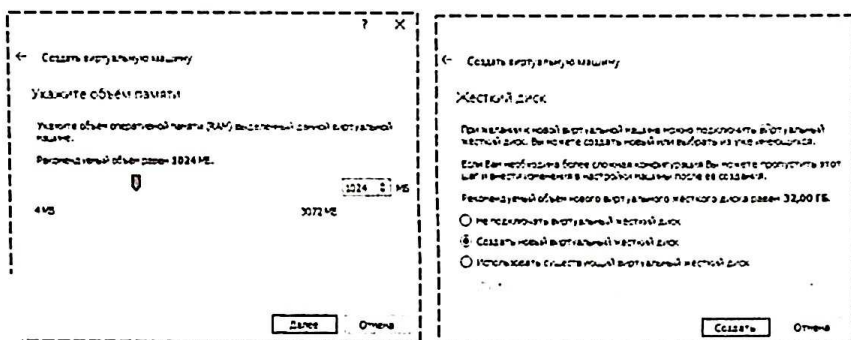 ? X
← Создать виртуальную машину
Укажите объём памяти
Укажите объём оперативной памяти (RAM) выделенный данной виртуальной
машине.
Рекомендуемый объём равен 1024 МБ.
1024 МБ
4 МБ 3072 МБ
Далее Отмена
← Создать виртуальную машину
Жесткий диск
При желании к новой виртуальной машине можно подключить виртуальный
жесткий диск. Вы можете создать новый или выбрать из уже имеющихся.
Если Вам необходима более сложная конфигурация Вы можете пропустить этот
шаг и внести изменения в настройки машины после её создания.
Рекомендуемый объём нового виртуального жесткого диска равен 32,00 ГБ.
Не подключать виртуальный жесткий диск
Создать новый виртуальный жесткий диск
Использовать существующий виртуальный жесткий диск
Создать Отмена